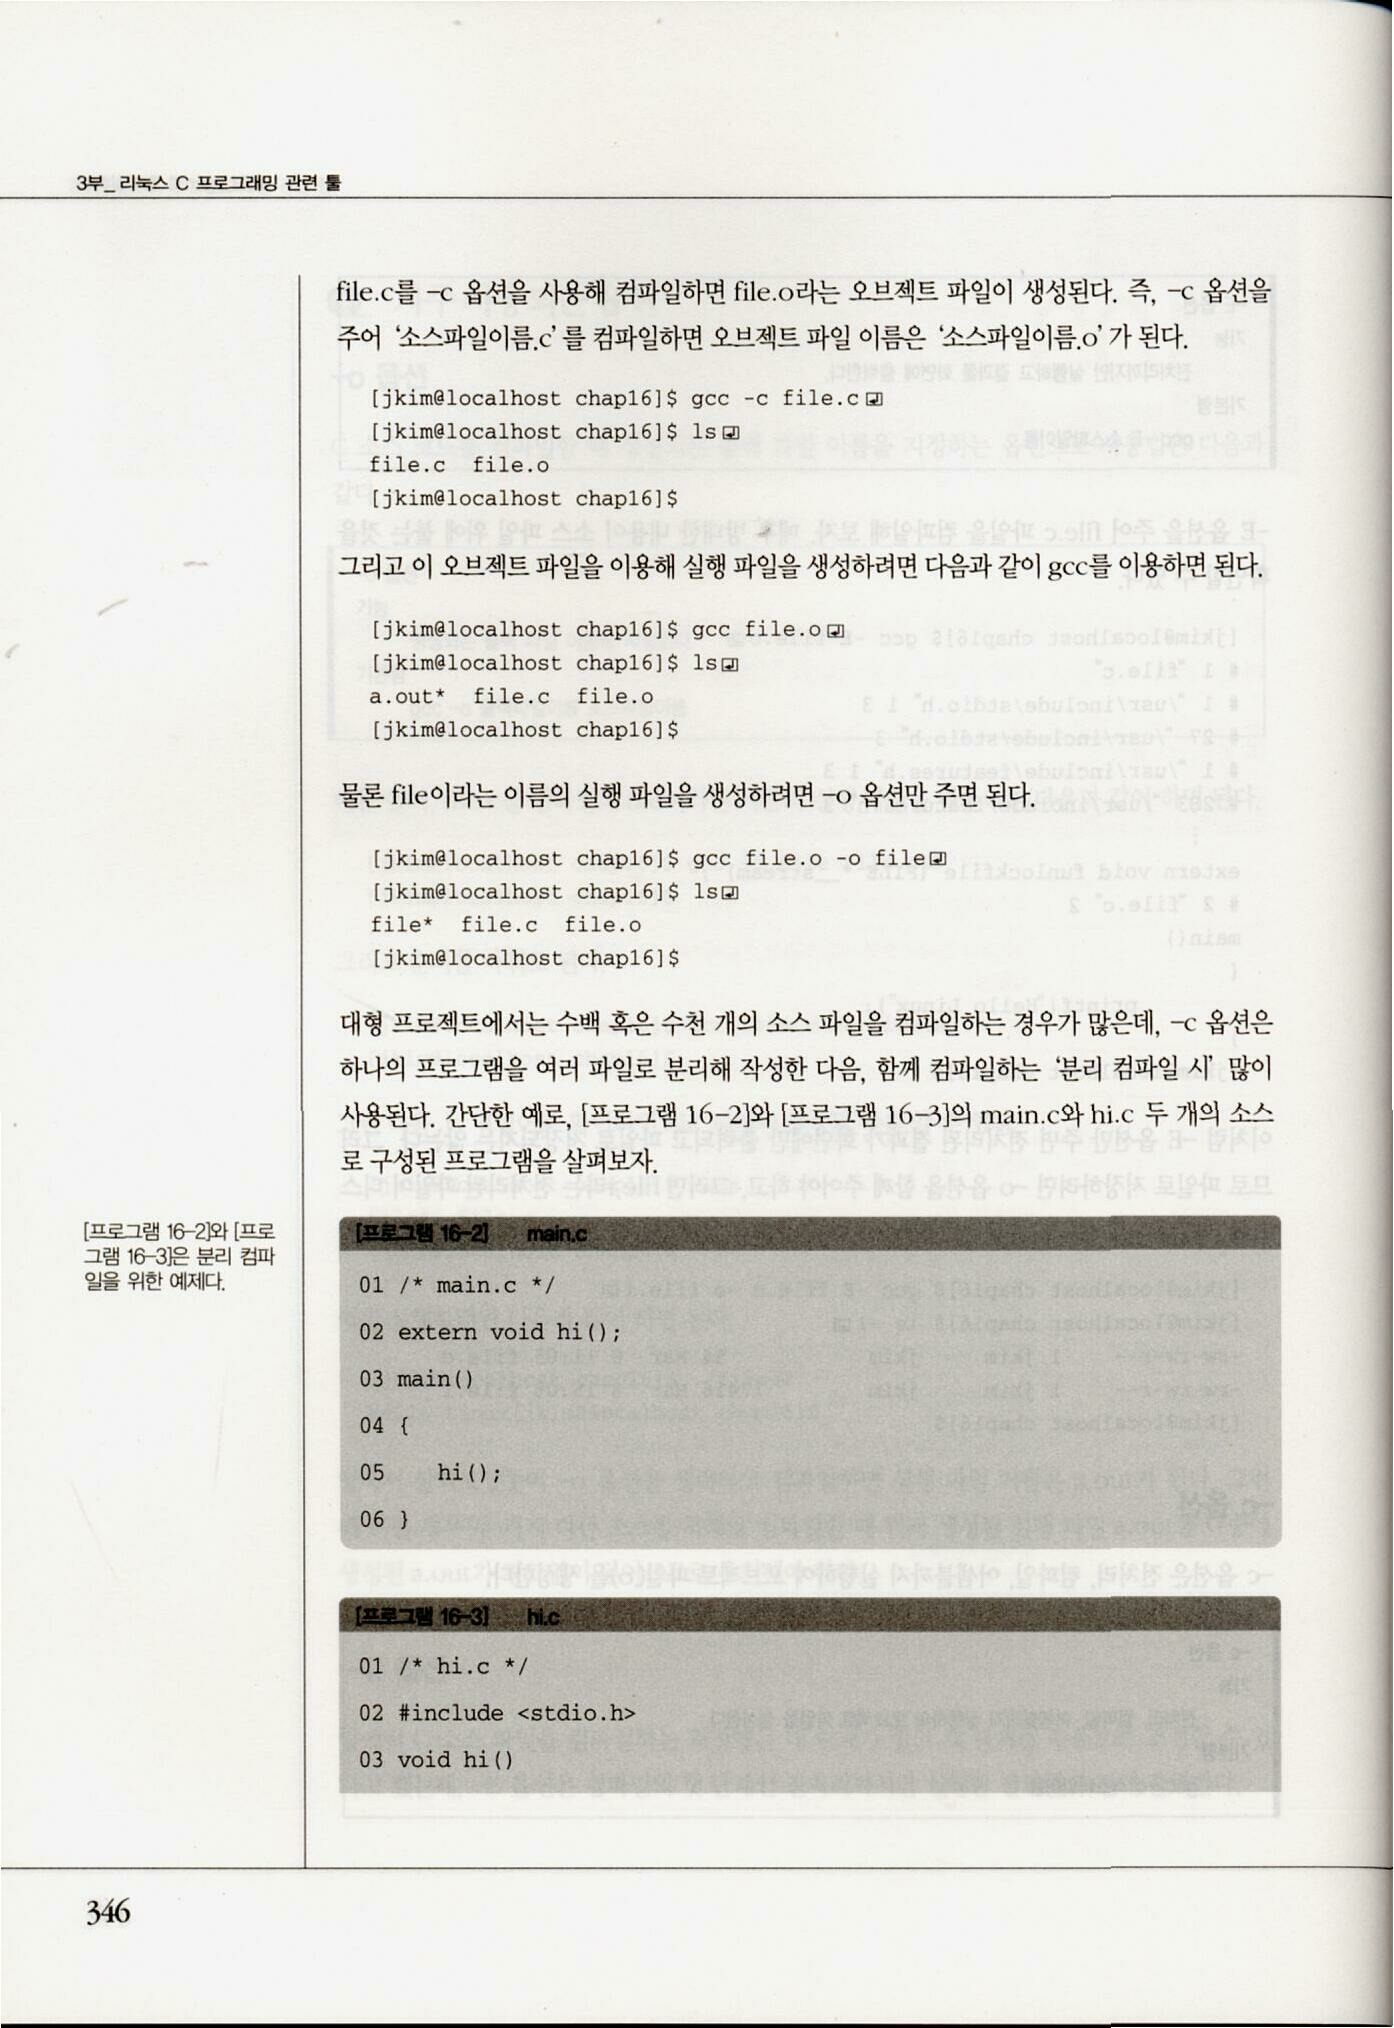 3부_ 리눅스 C 프로그래밍 관련 툴
file.c를 -c 옵션을 사용해 컴파일하면 file.o라는 오브젝트 파일이 생성된다. 즉, -c 옵션을
주어 ‘소스파일이름.c’를 컴파일하면 오브젝트 파일 이름은 ‘소스파일이름.o’가 된다.
[jkim@localhost chap16]$ gcc -c file.c↲
[jkim@localhost chap16]$ ls↲
file.c  file.o
[jkim@localhost chap16]$
그리고 이 오브젝트 파일을 이용해 실행 파일을 생성하려면 다음과 같이 gcc를 이용하면 된다.
[jkim@localhost chap16]$ gcc file.o↲
[jkim@localhost chap16]$ ls↲
a.out*  file.c  file.o
[jkim@localhost chap16]$
물론 file이라는 이름의 실행 파일을 생성하려면 -o 옵션만 주면 된다.
[jkim@localhost chap16]$ gcc file.o -o file↲
[jkim@localhost chap16]$ ls↲
file*  file.c  file.o
[jkim@localhost chap16]$
대형 프로젝트에서는 수백 혹은 수천 개의 소스 파일을 컴파일하는 경우가 많은데, -c 옵션은
하나의 프로그램을 여러 파일로 분리해 작성한 다음, 함께 컴파일하는 ‘분리 컴파일 시’ 많이
사용된다. 간단한 예로, [프로그램 16-2]와 [프로그램 16-3]의 main.c와 hi.c 두 개의 소스
로 구성된 프로그램을 살펴보자.
[프로그램 16-2]와 [프로
그램 16-3]은 분리 컴파
일을 위한 예제다.
[프로그램 16-2] main.c
01 /* main.c */
02 extern void hi();
03 main()
04 {
05    hi();
06 }
[프로그램 16-3] hi.c
01 /* hi.c */
02 #include <stdio.h>
03 void hi()
346